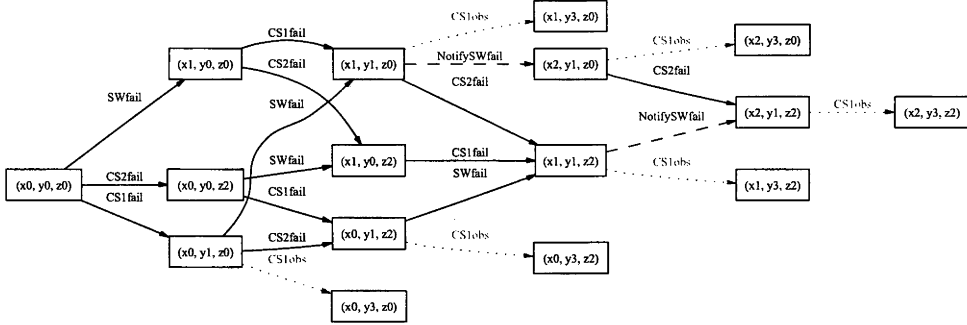 CS1obs
(x1, y3, z0)
CS1fail
CS1obs
(x2, y3, z0)
(x1, y0, z0)
CS2fail
(x1, y1, z0)
NotifySWfail
(x2, y1, z0)
CS2fail
CS2fail
SWfail
SWfail
NotifySWfail
(x2, y1, z2)
CS1obs
(x2, y3, z2)
(x1, y0, z2)
CS1fail
(x1, y1, z2)
SWfail
SWfail
CS1obs
(x0, y0, z0)
CS2fail
(x0, y0, z2)
CS1fail
(x1, y3, z2)
CS1fail
(x0, y1, z2)
CS2fail
CS1obs
(x0, y1, z0)
CS1obs
(x0, y3, z2)
(x0, y3, z0)